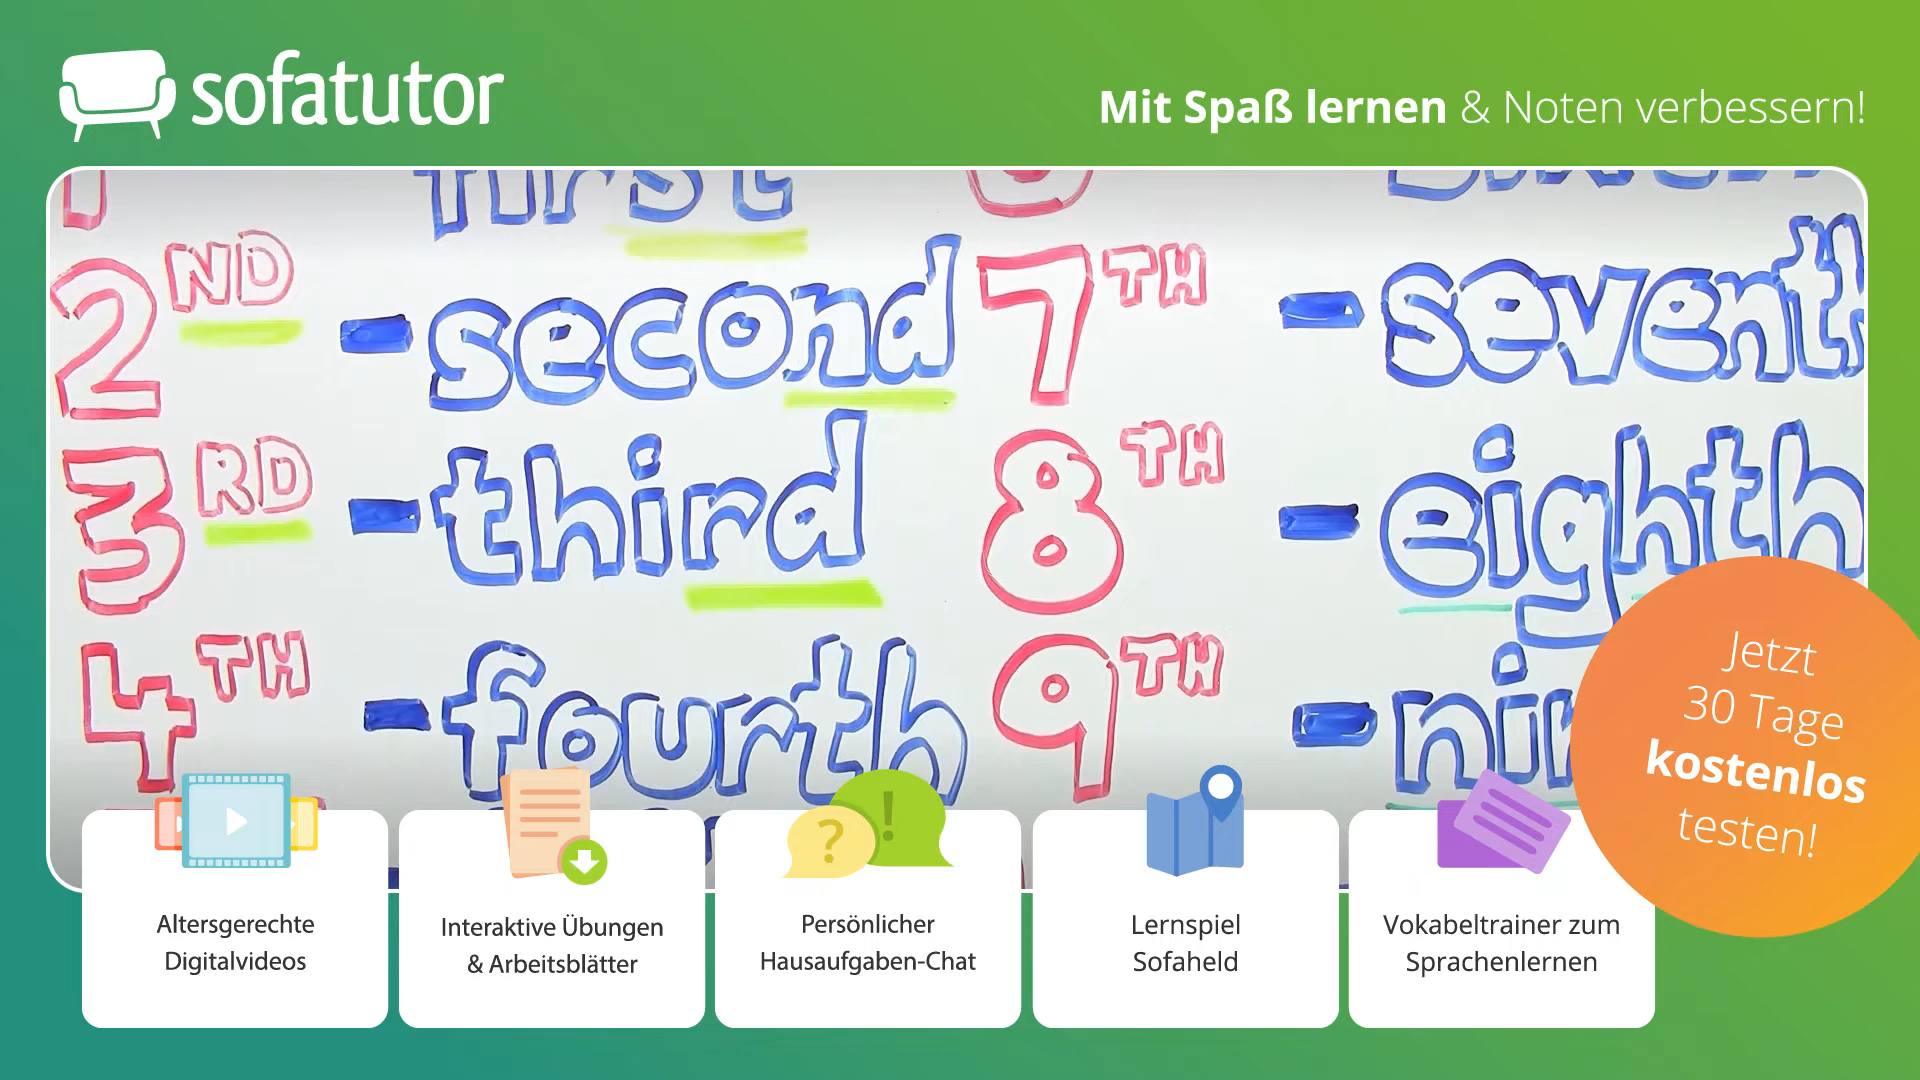 sofatutor
Mit Spaß lernen & Noten verbessern!
first
2ND - second
3RD - third
4TH - fourth
7TH - seventh
8TH - eighth
9TH
Jetzt
30 Tage
kostenlos
testen!
Altersgerechte
Digitalvideos
Interaktive Übungen
& Arbeitsblätter
Persönlicher
Hausaufgaben-Chat
Lernspiel
Sofaheld
Vokabeltrainer zum
Sprachenlernen